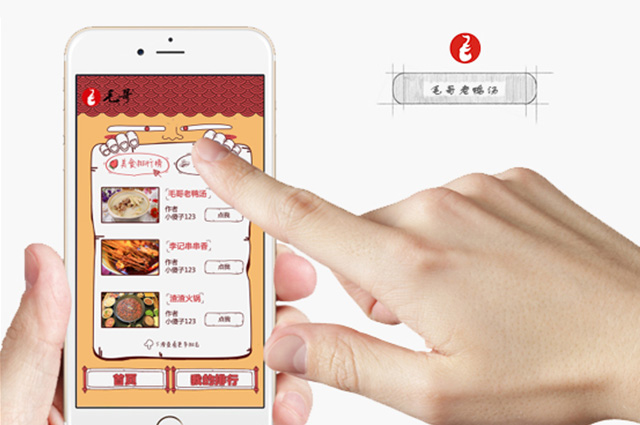 毛哥
毛哥老鸭汤
美食排行榜
毛哥老鸭汤
作者
小傻子123
点我
李记串串香
作者
小傻子123
点我
渣渣火锅
作者
小傻子123
点我
首页
我的排行